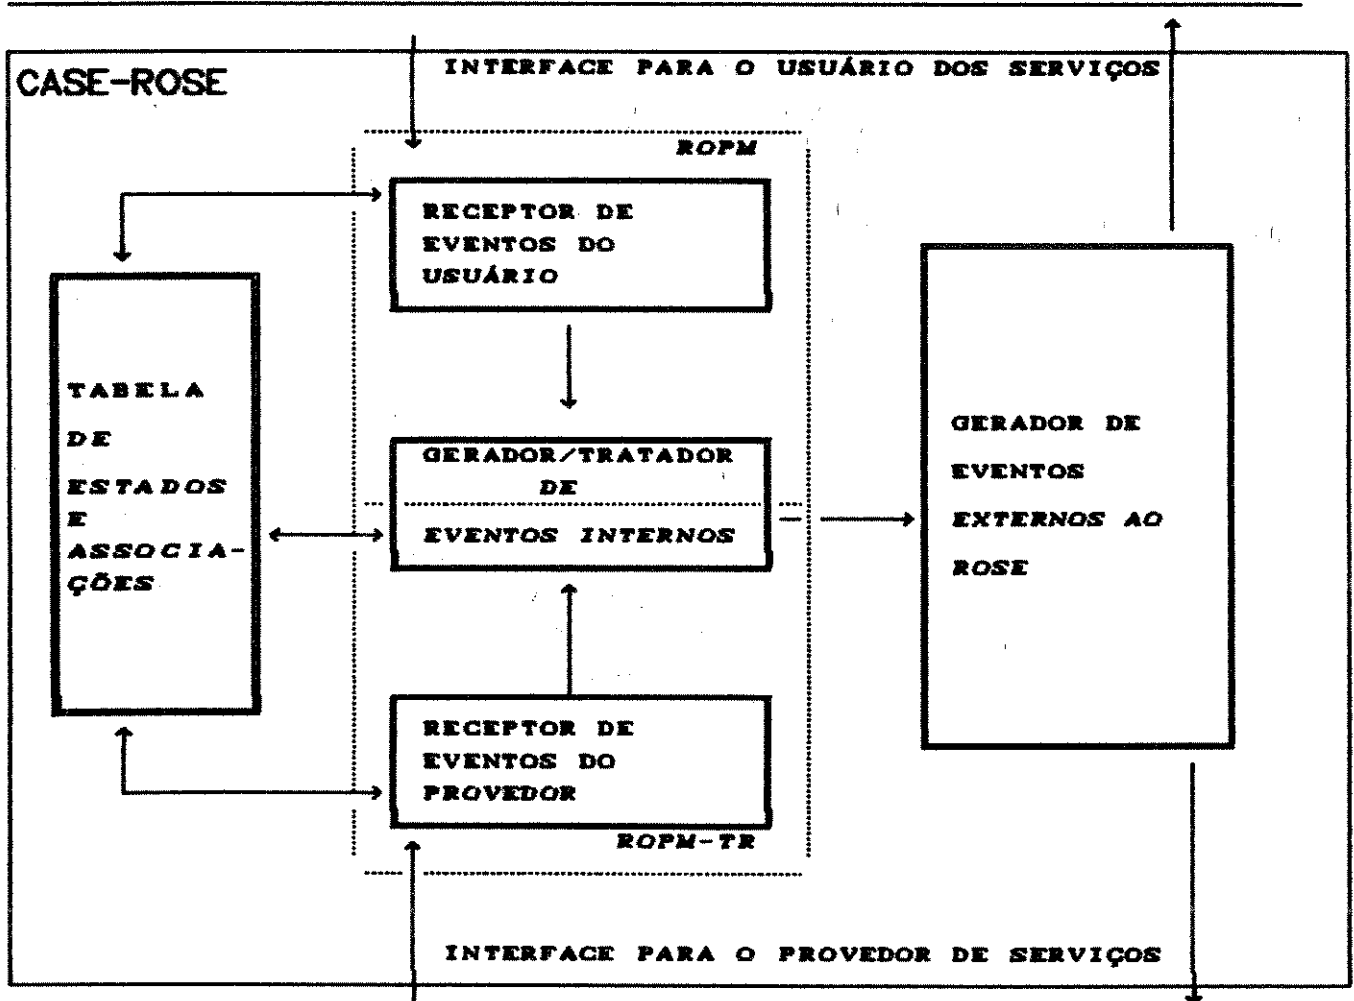 INTERFACE PARA O USUÁRIO DOS SERVIÇOS
CASE-ROSE
ROPM
RECEPTOR DE
EVENTOS DO
USUÁRIO
TABELA
DE
ESTADOS
E
ASSOCIA-
ÇÕES
GERADOR/TRATADOR
DE
EVENTOS INTERNOS
GERADOR DE
EVENTOS
EXTERNOS AO
ROSE
RECEPTOR DE
EVENTOS DO
PROVEDOR
ROPM-TR
INTERFACE PARA O PROVEDOR DE SERVIÇOS